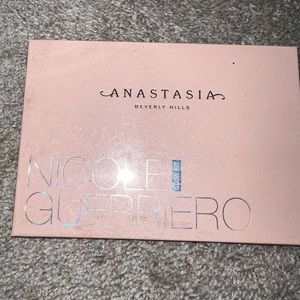 ANASTASIA
BEVERLY HILLS
NICOLE
GUERRIERO